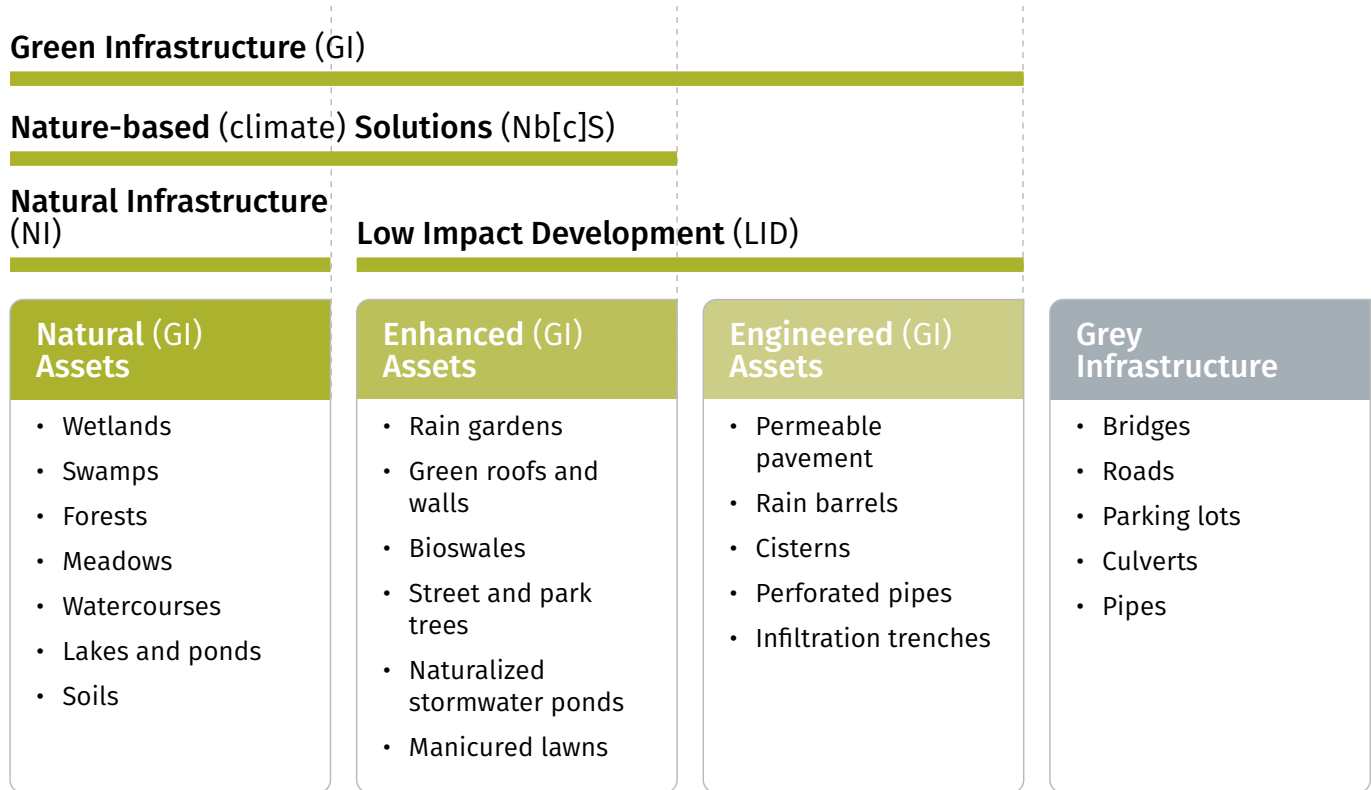 Green Infrastructure (GI)
Nature-based (climate) Solutions (Nb[c]S)
Natural Infrastructure
(NI)
Low Impact Development (LID)
Natural (GI)
Assets
• Wetlands
• Swamps
• Forests
• Meadows
• Watercourses
• Lakes and ponds
• Soils
Enhanced (GI)
Assets
• Rain gardens
• Green roofs and
walls
• Bioswales
• Street and park
trees
• Naturalized
stormwater ponds
• Manicured lawns
Engineered (GI)
Assets
• Permeable
pavement
• Rain barrels
• Cisterns
• Perforated pipes
• Infiltration trenches
Grey
Infrastructure
• Bridges
• Roads
• Parking lots
• Culverts
• Pipes